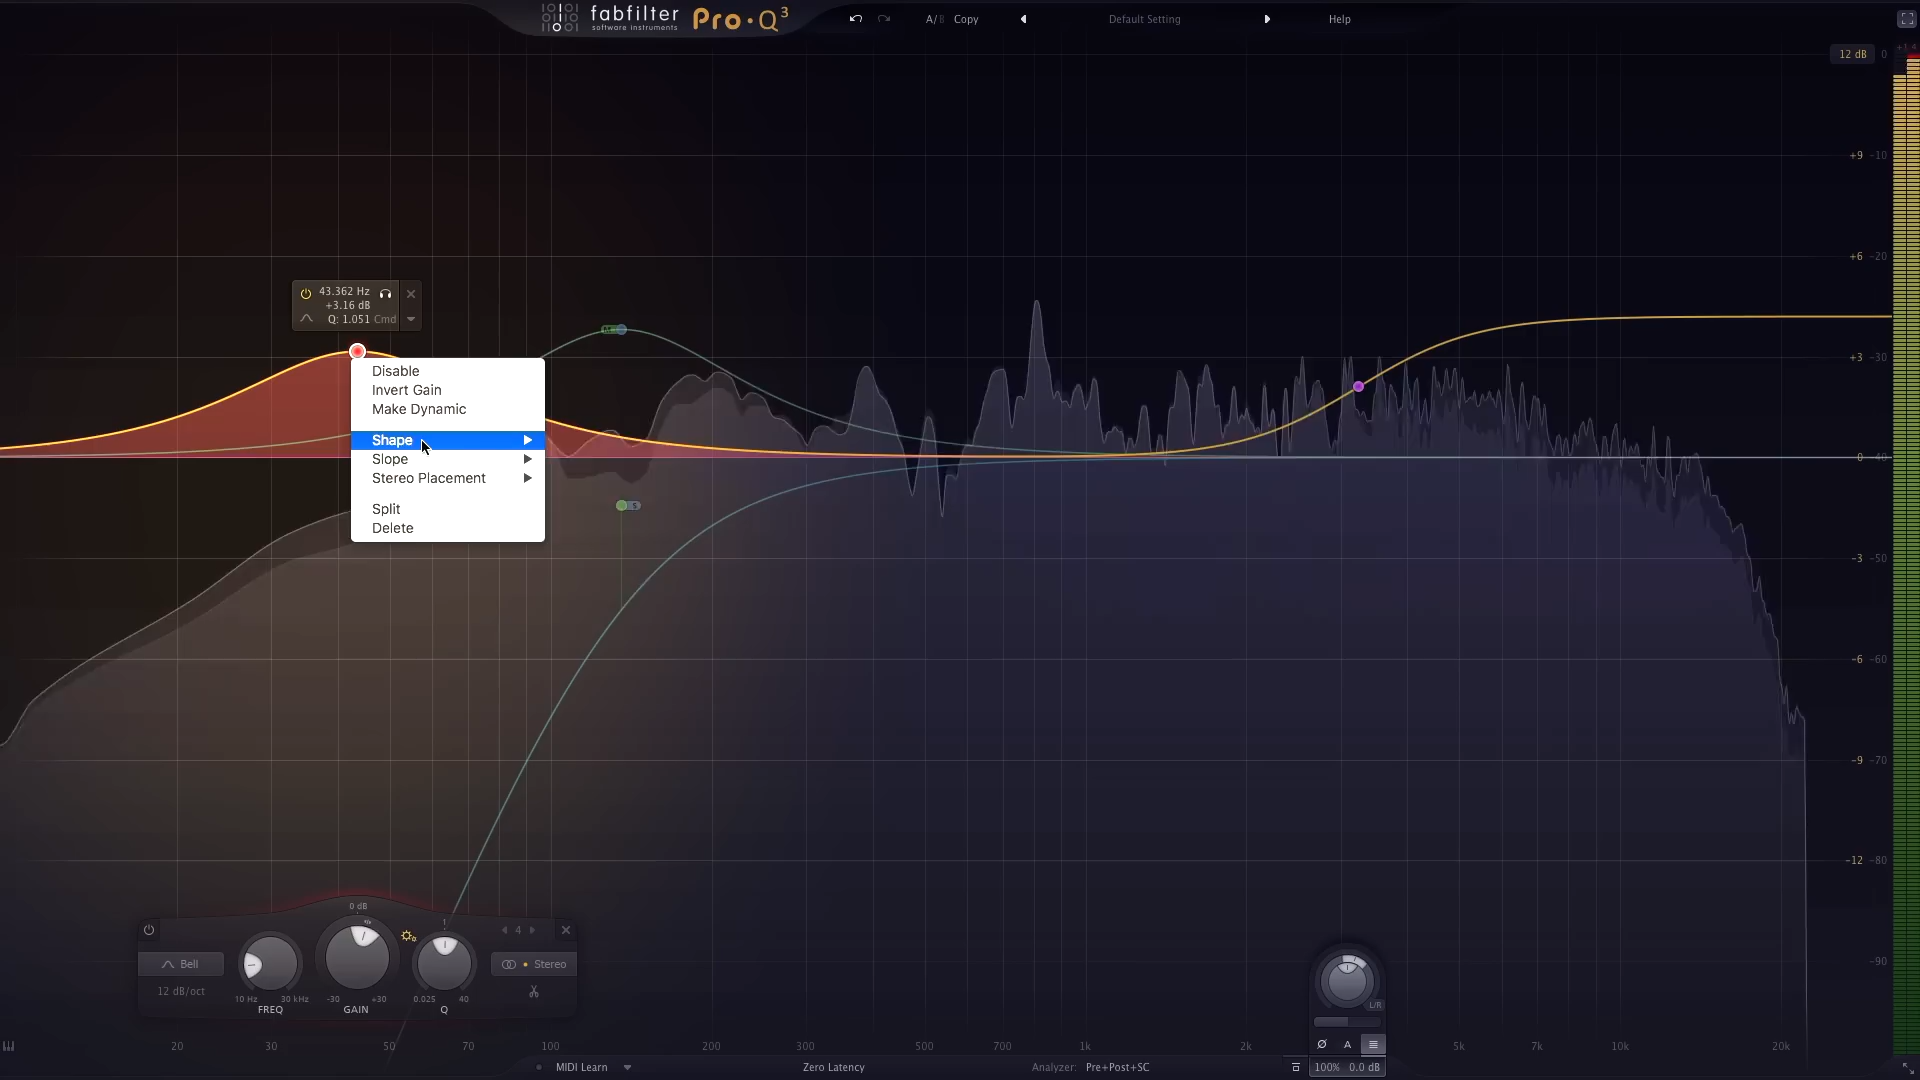 fabfilter
software instruments
Pro·Q3
A/B
Copy
Default Setting
Help
12 dB
0
+9
-10
+6
-20
+3
-30
0
-40
-3
-50
-6
-60
-9
-70
-12
-80
-90
43.362 Hz
+3.16 dB
Q: 1.051 Cmd
Disable
Invert Gain
Make Dynamic
Shape
Slope
Stereo Placement
Split
Delete
S
0 dB
1
4
Bell
12 dB/oct
Stereo
10 Hz
30 kHz
-30
+30
0.025
40
FREQ
GAIN
Q
L/R
A
20
30
50
70
100
200
300
500
700
1k
2k
5k
7k
10k
20k
MIDI Learn
Zero Latency
Analyzer:
Pre+Post+SC
100%
0.0 dB